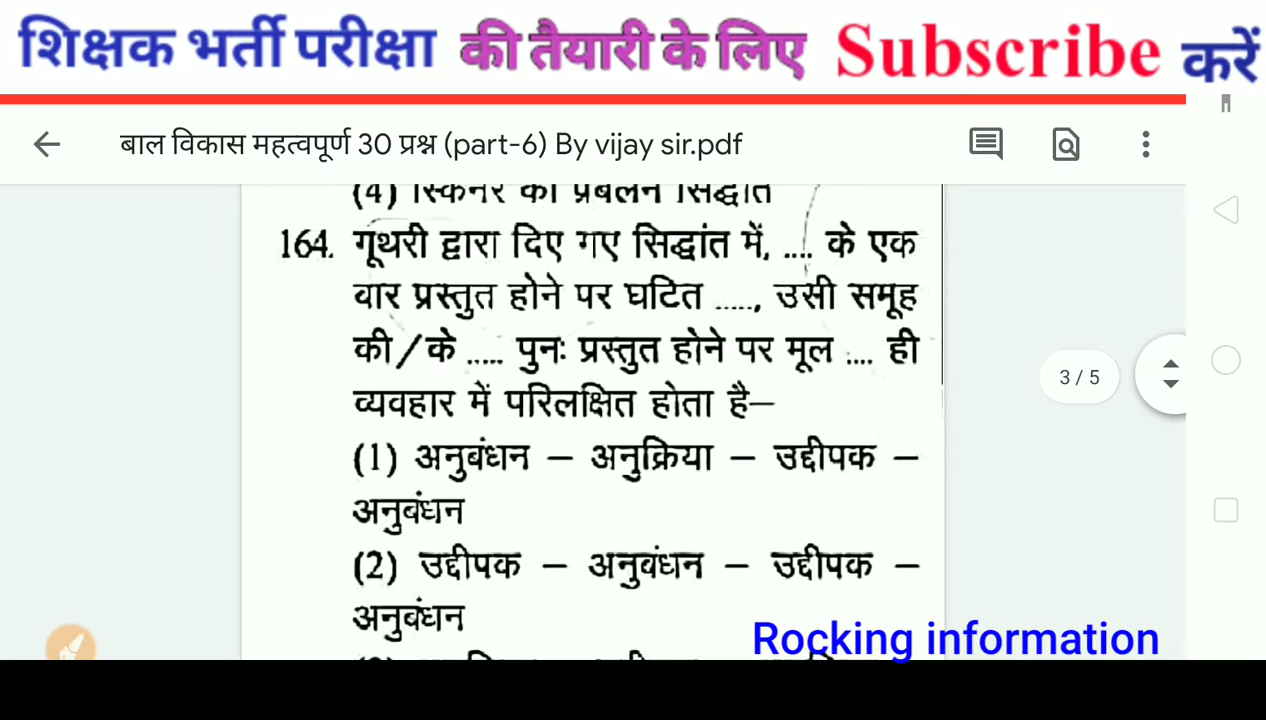 शिक्षक भर्ती परीक्षा की तैयारी के लिए Subscribe करें
बाल विकास महत्वपूर्ण 30 प्रश्न (part-6) By vijay sir.pdf
(4) स्किनर का प्रबलन सिद्धांत
164. गूथरी द्वारा दिए गए सिद्धांत में, .... के एक
वार प्रस्तुत होने पर घटित ....., उसी समूह
की/के ..... पुनः प्रस्तुत होने पर मूल .... ही
3 / 5
व्यवहार में परिलक्षित होता है–
(1) अनुबंधन – अनुक्रिया – उद्दीपक –
अनुबंधन
(2) उद्दीपक – अनुबंधन – उद्दीपक –
अनुबंधन
Rocking information